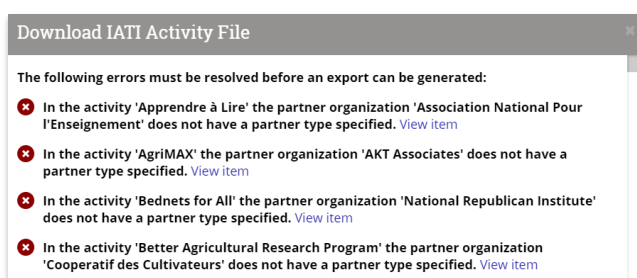 Download IATI Activity File
The following errors must be resolved before an export can be generated:
In the activity 'Apprendre à Lire' the partner organization 'Association National Pour
l'Enseignement' does not have a partner type specified. View item
In the activity 'AgriMAX' the partner organization 'AKT Associates' does not have a
partner type specified. View item
In the activity 'Bednets for All' the partner organization 'National Republican Institute'
does not have a partner type specified. View item
In the activity 'Better Agricultural Research Program' the partner organization
'Cooperatif des Cultivateurs' does not have a partner type specified. View item